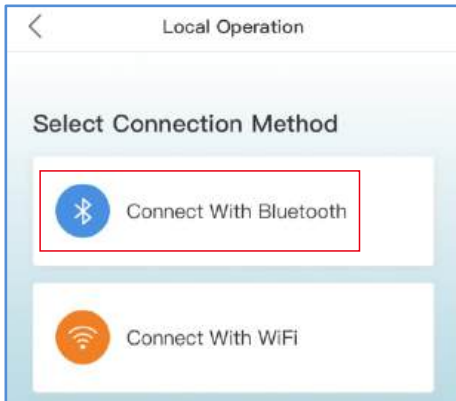 Local Operation
Select Connection Method
Connect With Bluetooth
Connect With WiFi